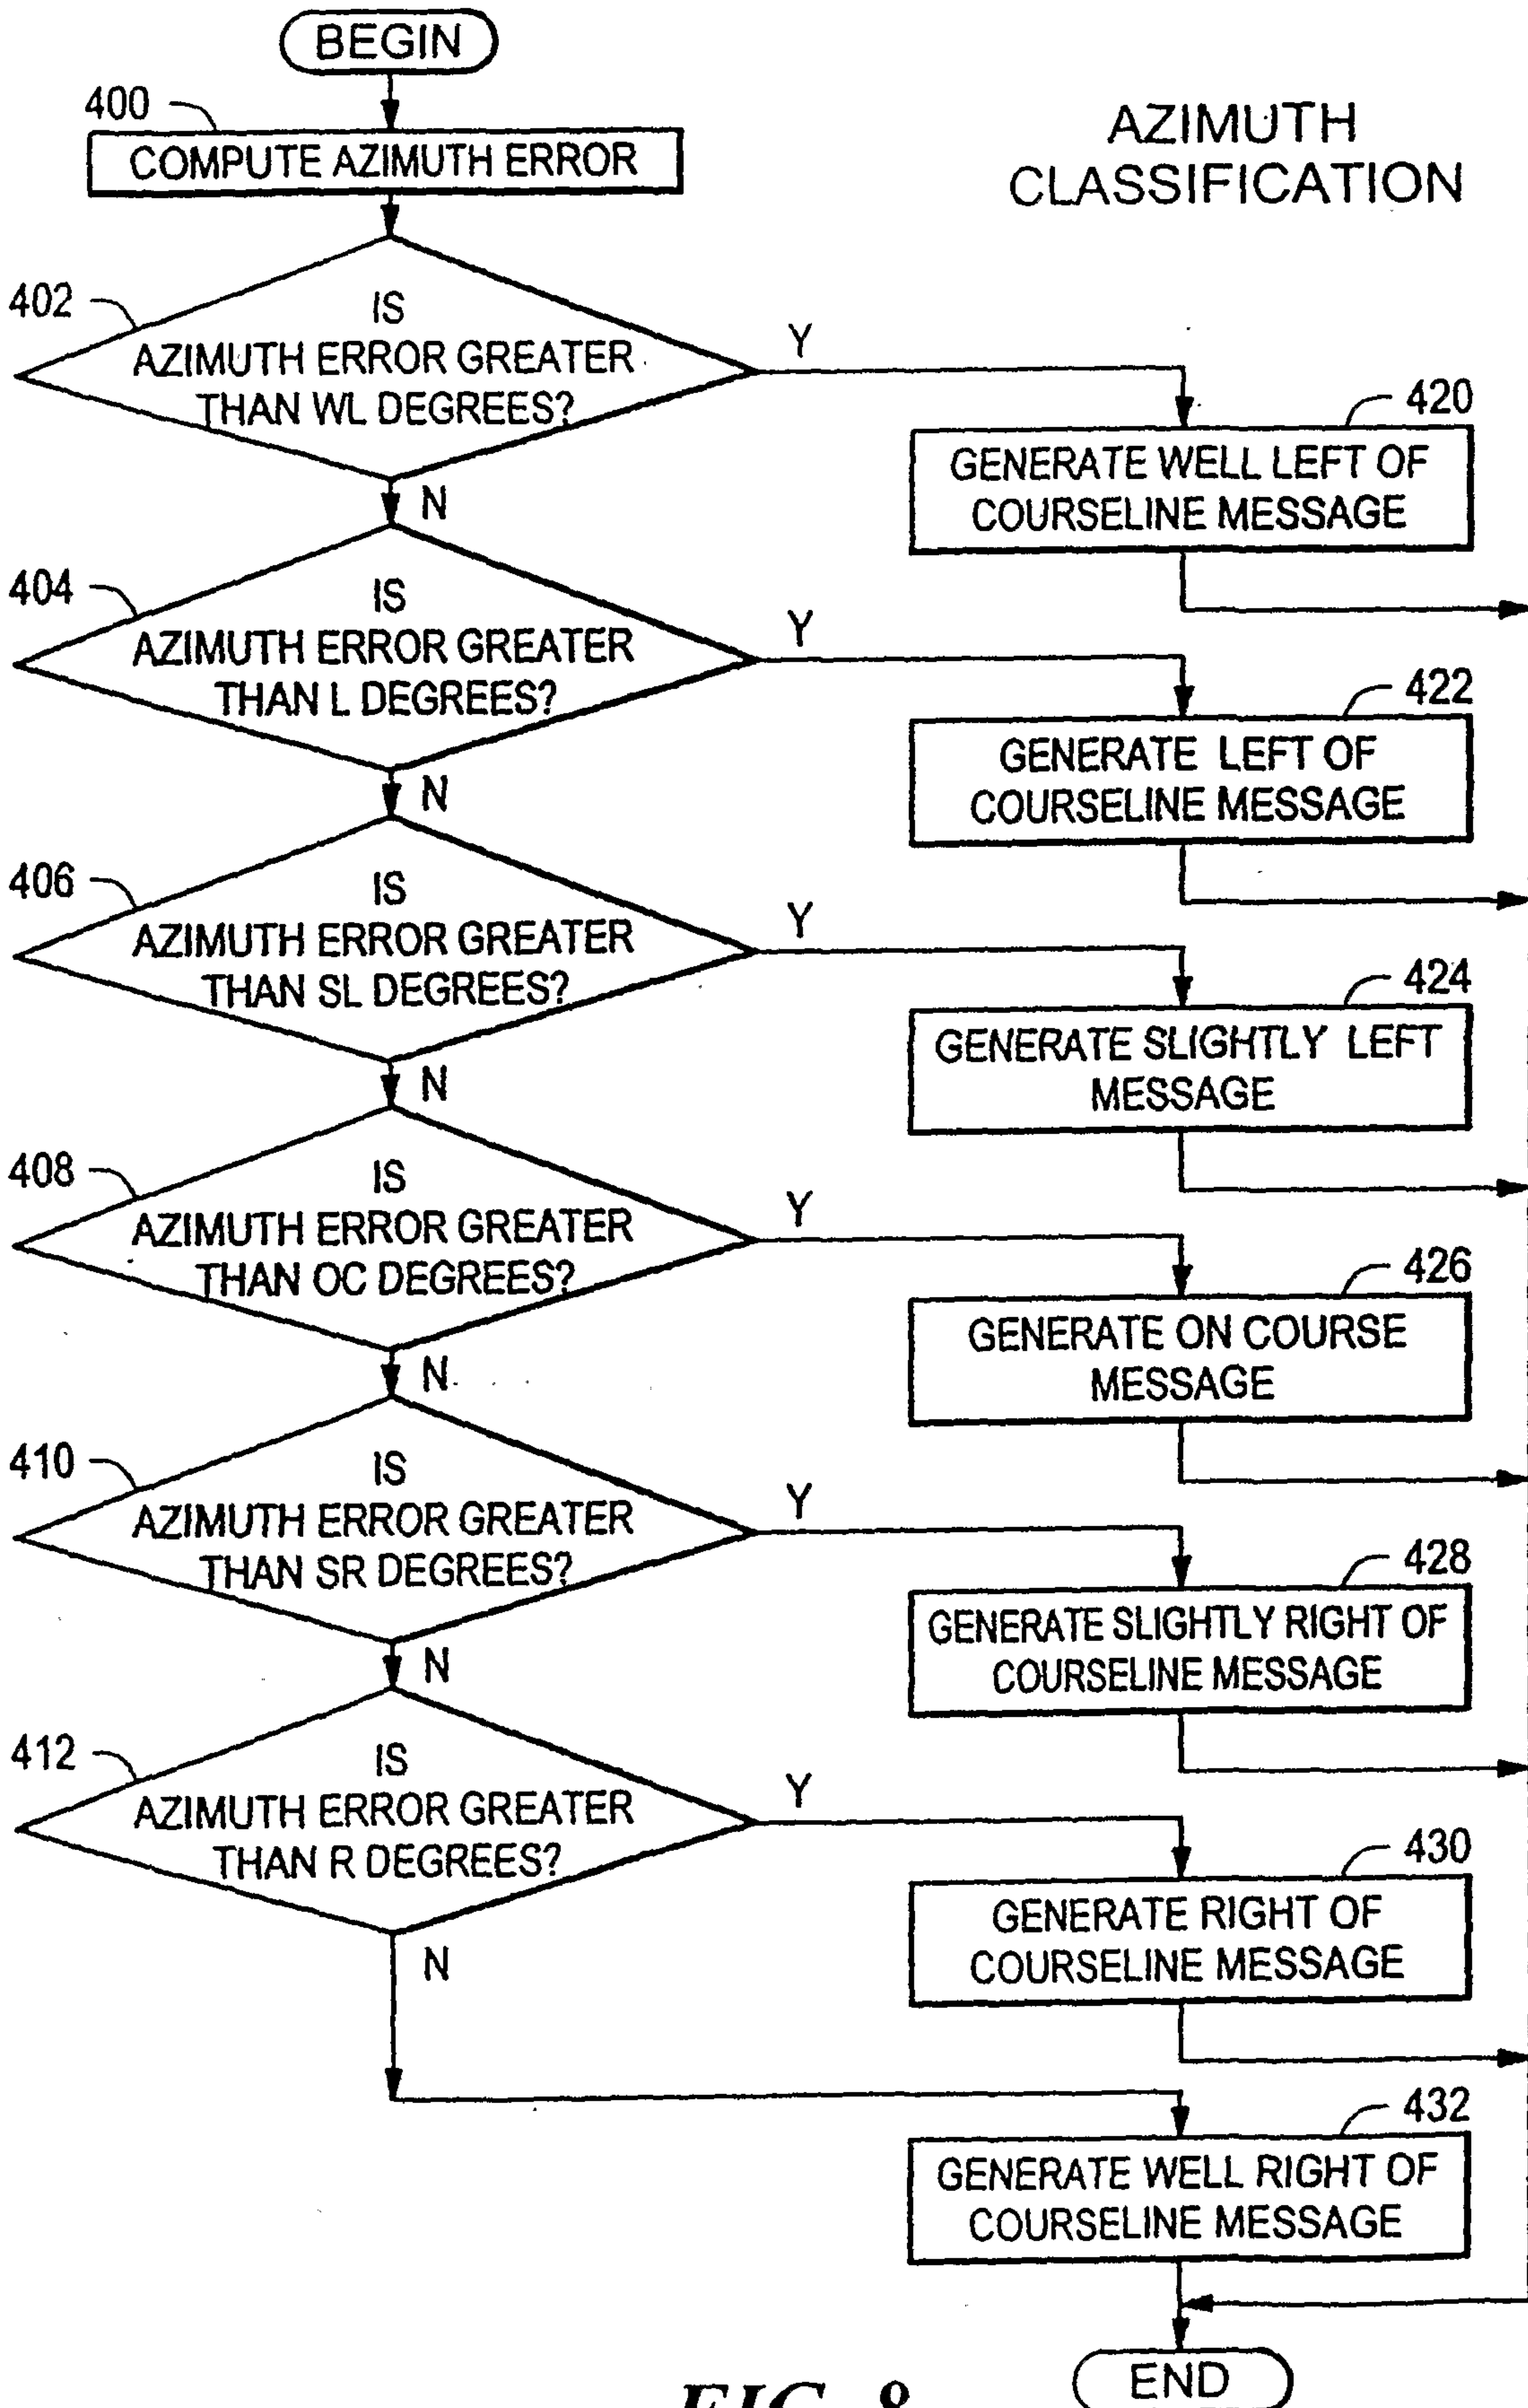 BEGIN
400
COMPUTE AZIMUTH ERROR
AZIMUTH
CLASSIFICATION
402
IS
AZIMUTH ERROR GREATER
THAN WL DEGREES?
Y
N
420
GENERATE WELL LEFT OF
COURSELINE MESSAGE
404
IS
AZIMUTH ERROR GREATER
THAN L DEGREES?
Y
N
422
GENERATE LEFT OF
COURSELINE MESSAGE
406
IS
AZIMUTH ERROR GREATER
THAN SL DEGREES?
Y
N
424
GENERATE SLIGHTLY LEFT
MESSAGE
408
IS
AZIMUTH ERROR GREATER
THAN OC DEGREES?
Y
N
426
GENERATE ON COURSE
MESSAGE
410
IS
AZIMUTH ERROR GREATER
THAN SR DEGREES?
Y
N
428
GENERATE SLIGHTLY RIGHT OF
COURSELINE MESSAGE
412
IS
AZIMUTH ERROR GREATER
THAN R DEGREES?
Y
N
430
GENERATE RIGHT OF
COURSELINE MESSAGE
432
GENERATE WELL RIGHT OF
COURSELINE MESSAGE
END
FIG. 8